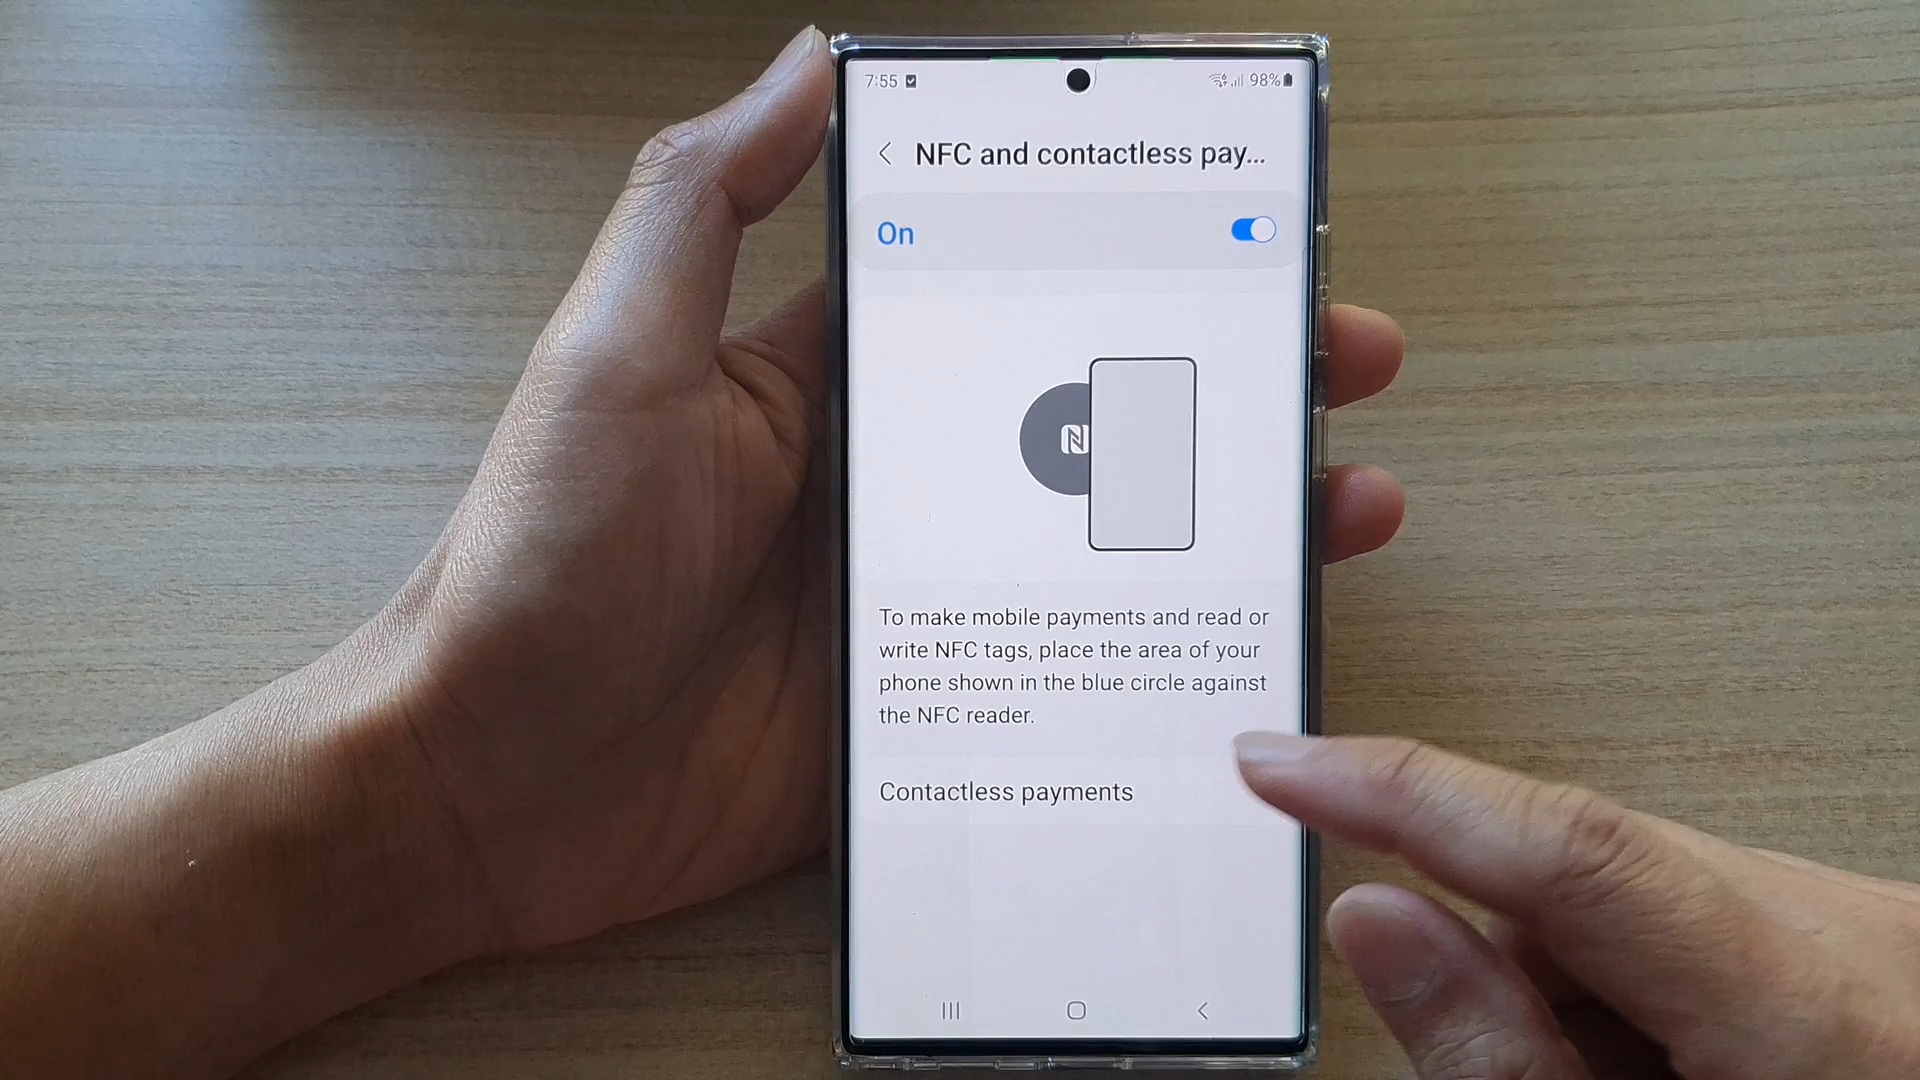 7:55
98%
NFC and contactless pay...
On
To make mobile payments and read or
write NFC tags, place the area of your
phone shown in the blue circle against
the NFC reader.
Contactless payments